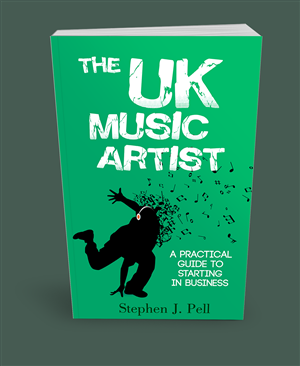 THE UK
MUSIC
ARTIST
A PRACTICAL
GUIDE TO
STARTING
IN BUSINESS
Stephen J. Pell